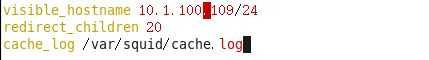 visible_hostname 10.1.100.109/24
redirect_children 20
cache_log /var/squid/cache.log